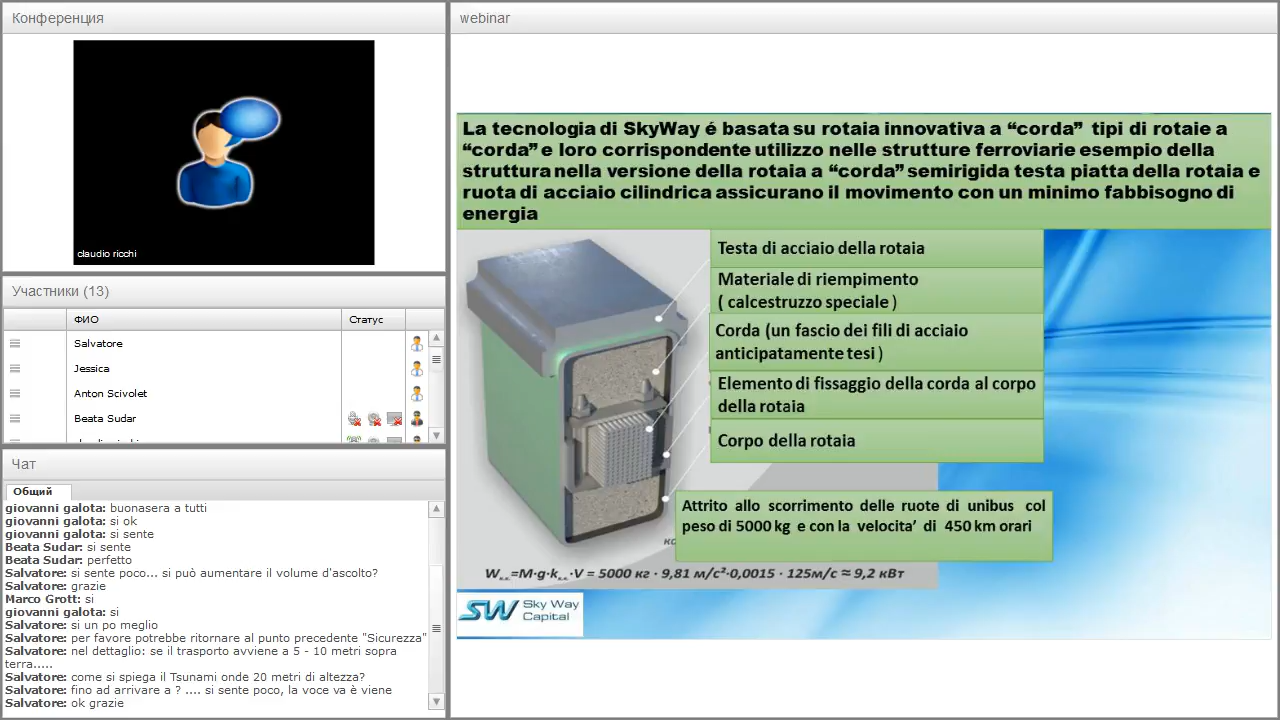 Конференция
claudio ricchi
Участники (13)
ФИО
Статус
Salvatore
Jessica
Anton Scivolet
Beata Sudar
Чат
Общий
giovanni galota: buonasera a tutti
giovanni galota: si ok
giovanni galota: si sente
Beata Sudar: si sente
Beata Sudar: perfetto
Salvatore: si sente poco... si può aumentare il volume d'ascolto?
Salvatore: grazie
Marco Grott: si
giovanni galota: si
Salvatore: si un po meglio
Salvatore: per favore potrebbe ritornare al punto precedente "Sicurezza"
Salvatore: nel dettaglio: se il trasporto avviene a 5 - 10 metri sopra
terra.....
Salvatore: come si spiega il Tsunami onde 20 metri di altezza?
Salvatore: fino ad arrivare a ? .... si sente poco, la voce va è viene
Salvatore: ok grazie
webinar
La tecnologia di SkyWay é basata su rotaia innovativa a “corda” tipi di rotaie a
“corda” e loro corrispondente utilizzo nelle strutture ferroviarie esempio della
struttura nella versione della rotaia a “corda” semirigida testa piatta della rotaia e
ruota di acciaio cilindrica assicurano il movimento con un minimo fabbisogno di
energia
Testa di acciaio della rotaia
Materiale di riempimento
( calcestruzzo speciale )
Corda (un fascio dei fili di acciaio
anticipatamente tesi )
Elemento di fissaggio della corda al corpo
della rotaia
Corpo della rotaia
Attrito allo scorrimento delle ruote di unibus col
peso di 5000 kg e con la velocita’ di 450 km orari
=M·g·k ·V = 5000 кг · 9,81 м/с²·0,0015 · 125м/с ≈ 9,2 кВт
SW Sky Way
Capital